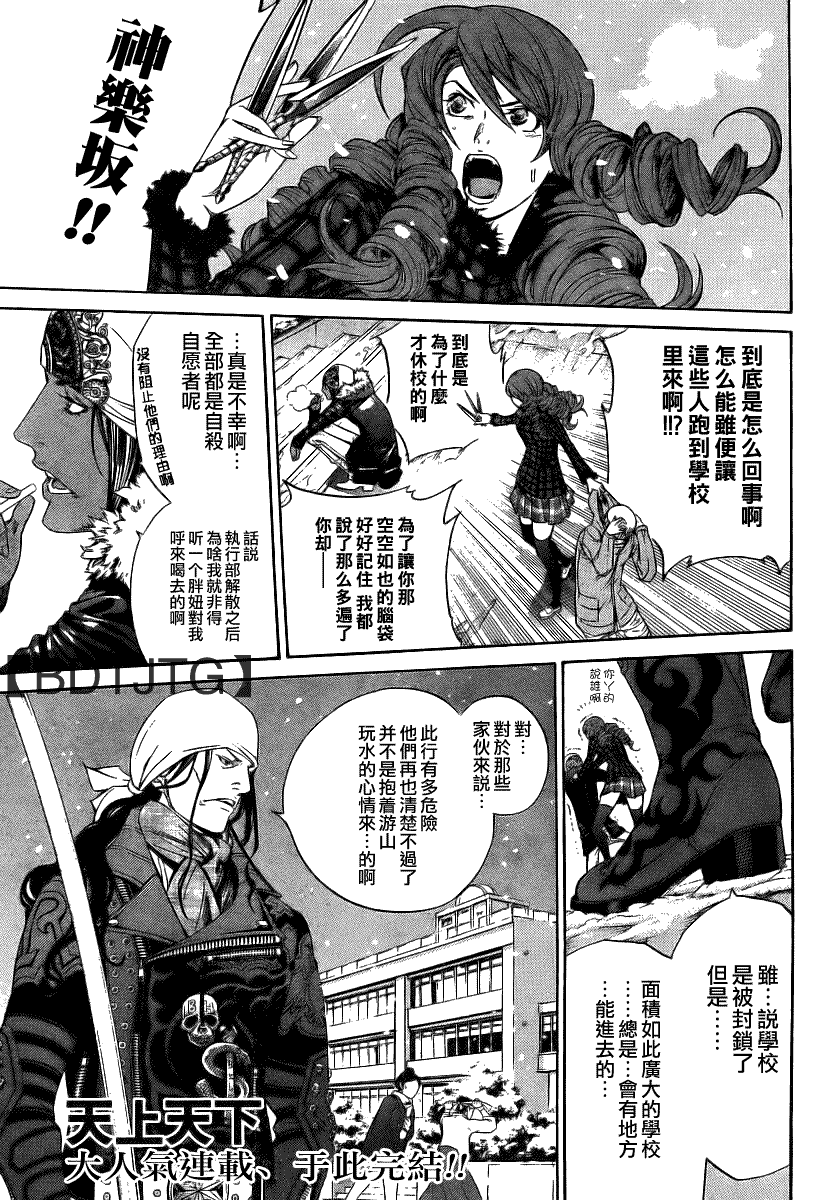 神樂坂!!
到底是怎么回事啊
怎么能雖便讓
這些人跑到學校
里來啊!!?
到底是
為了什麼
才休校的啊
為了讓你那
空空如也的腦袋
好好記住 我都
說了那么多遍了
你却——
…真是不幸啊…
全部都是自殺
自愿者呢
沒有阻止他們的理由啊
話說
執行部解散之后
為啥我就非得
听一个胖妞對我
呼來喝去的啊
你丫的
說誰啊
雖…說學校
是被封鎖了
但是……
面積如此廣大的學校
……總是…會有地方
…能進去的…
對…
對於那些
家伙來說…
此行有多危險
他們再也清楚不過了
并不是抱着游山
玩水的心情來…的啊
【BDTJTG】
天上天下
大人氣連載、于此完結!!